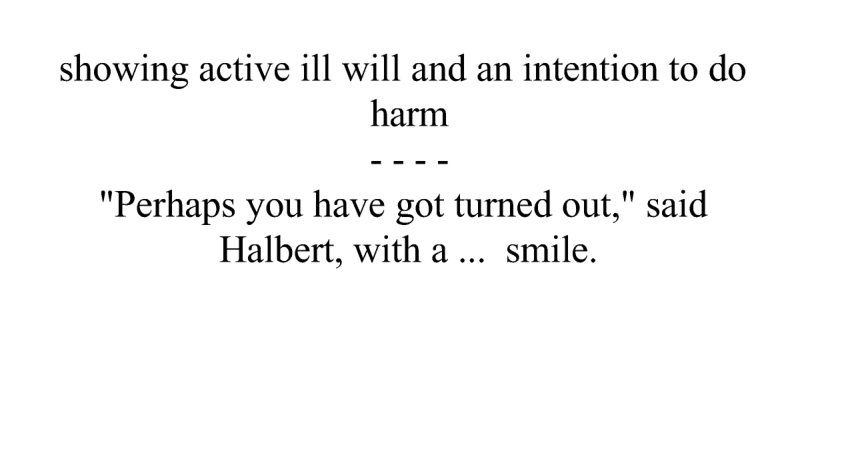 showing active ill will and an intention to do
harm
- - - -
"Perhaps you have got turned out," said
Halbert, with a ...  smile.